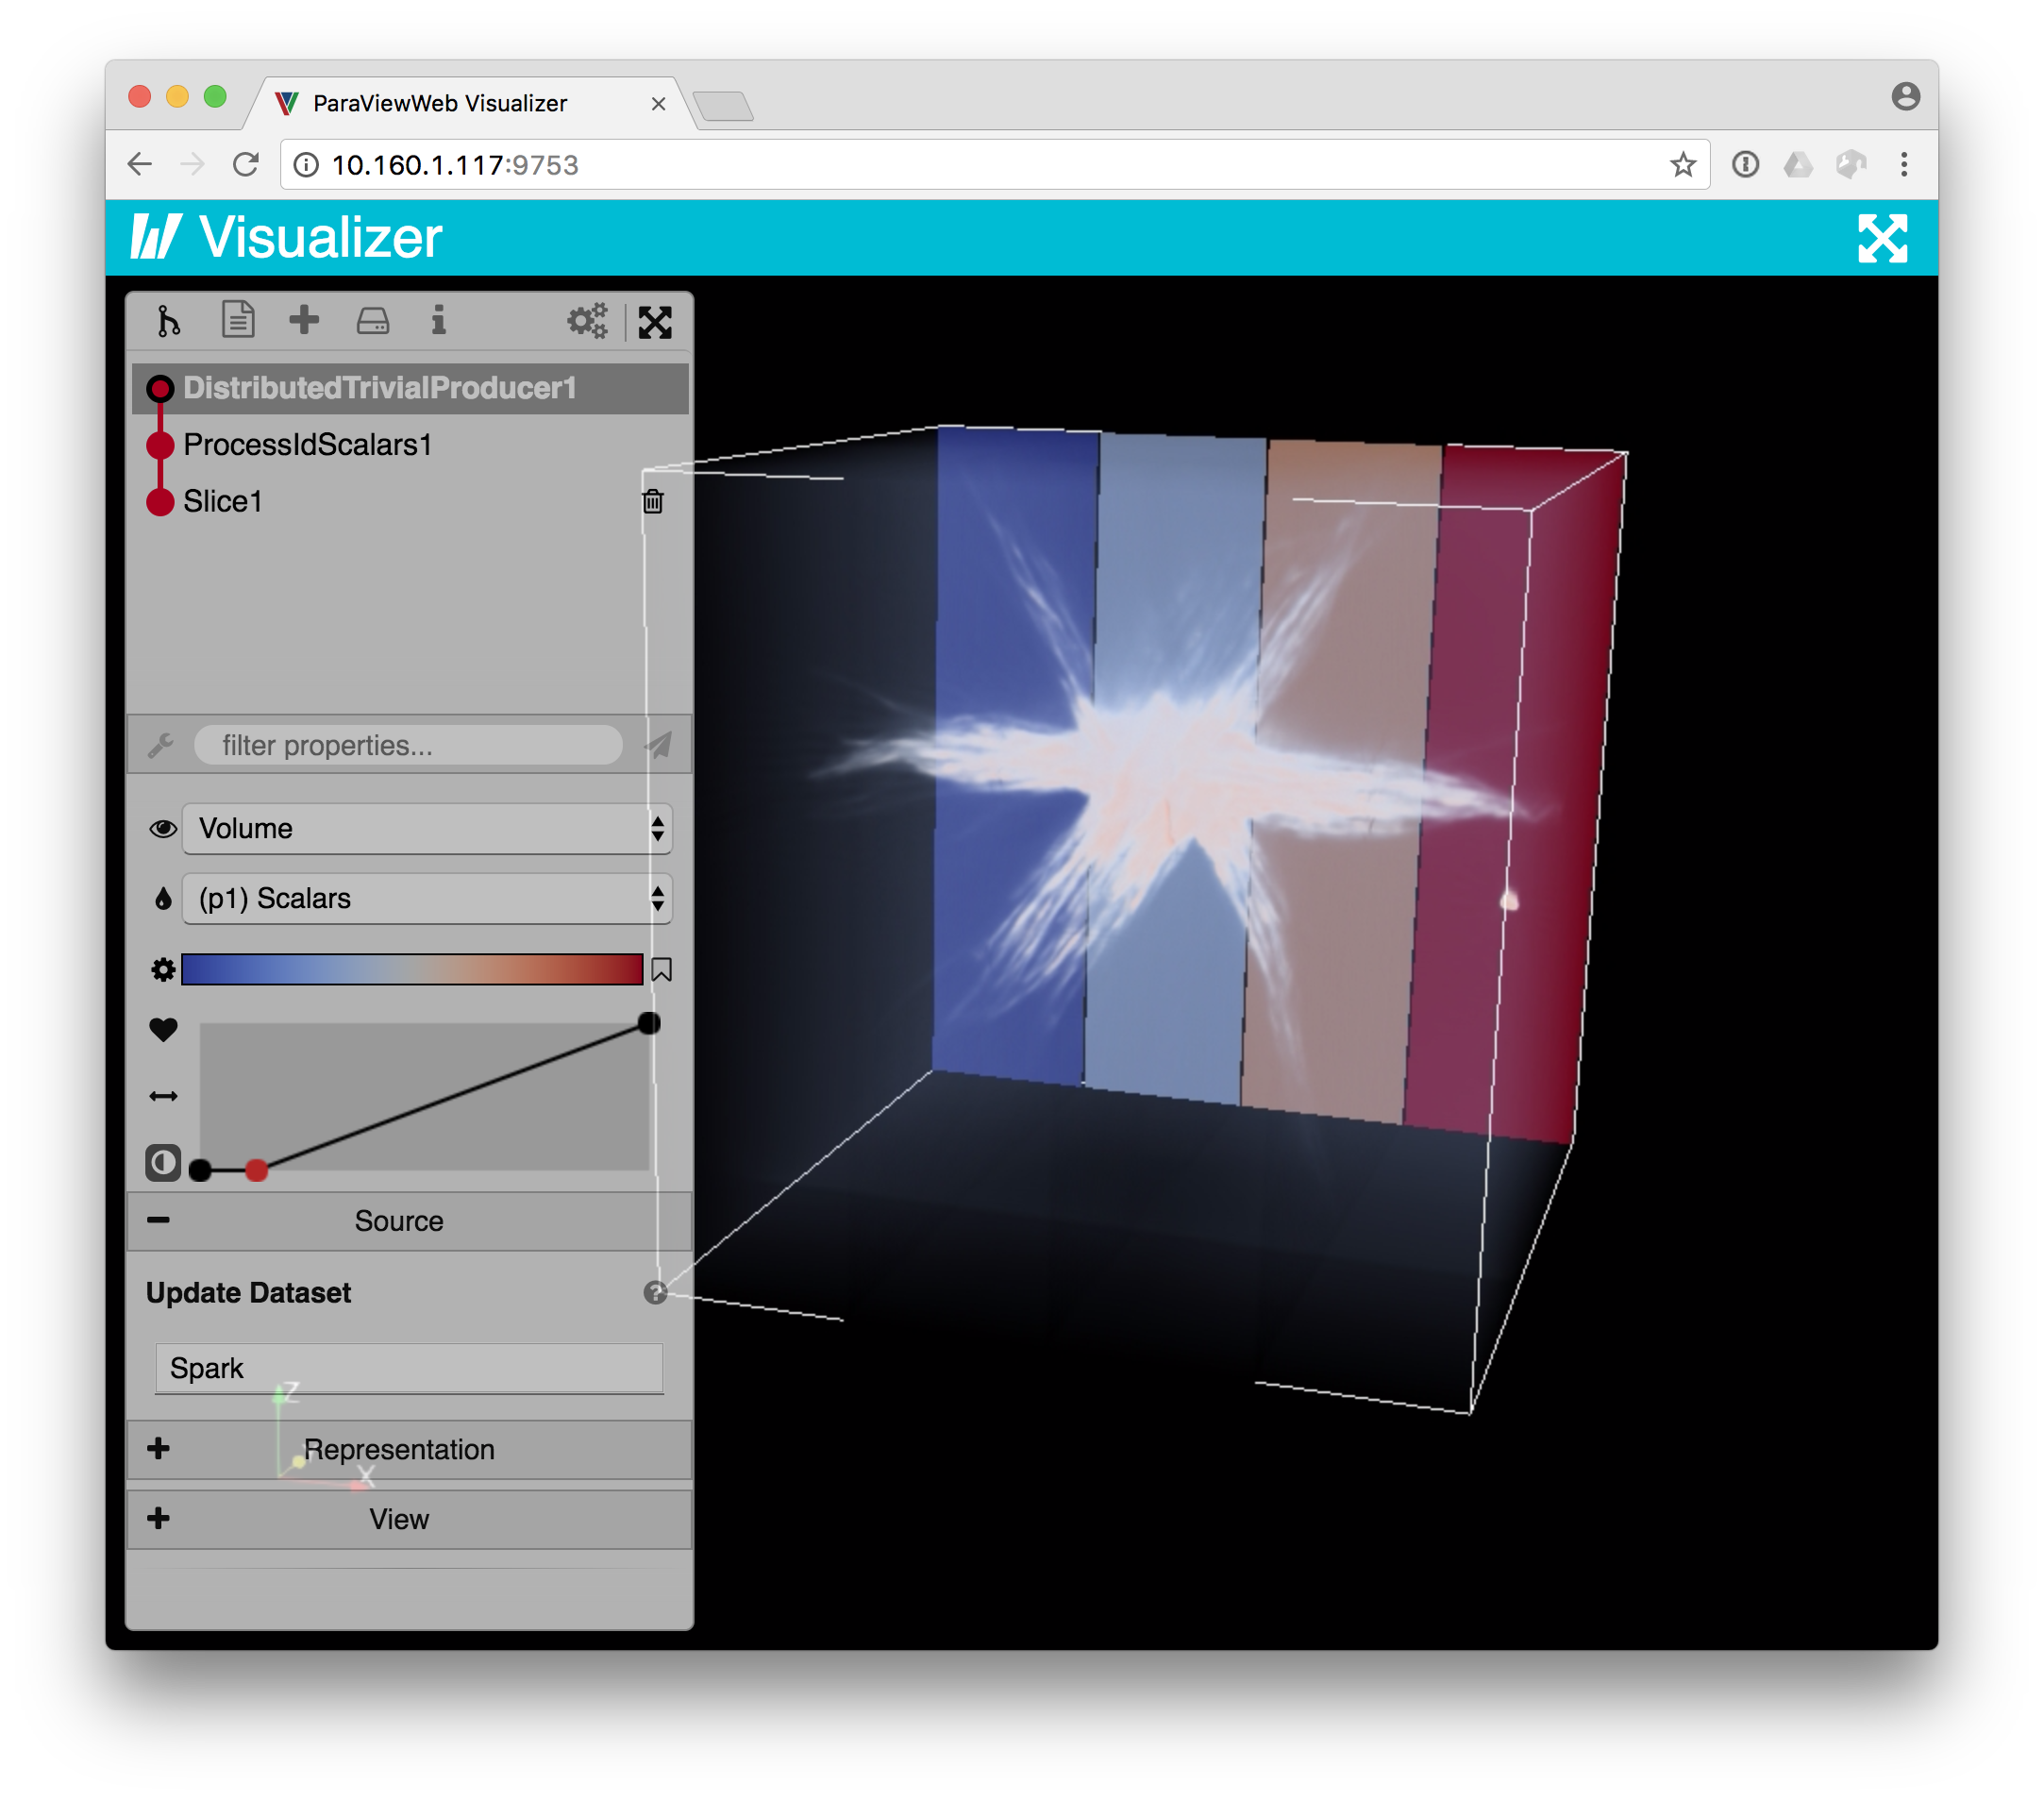 ParaViewWeb Visualizer
10.160.1.117:9753
Visualizer
DistributedTrivialProducer1
ProcessIdScalars1
Slice1
filter properties...
Volume
(p1) Scalars
Source
Update Dataset
Spark
Z
Representation
X
View